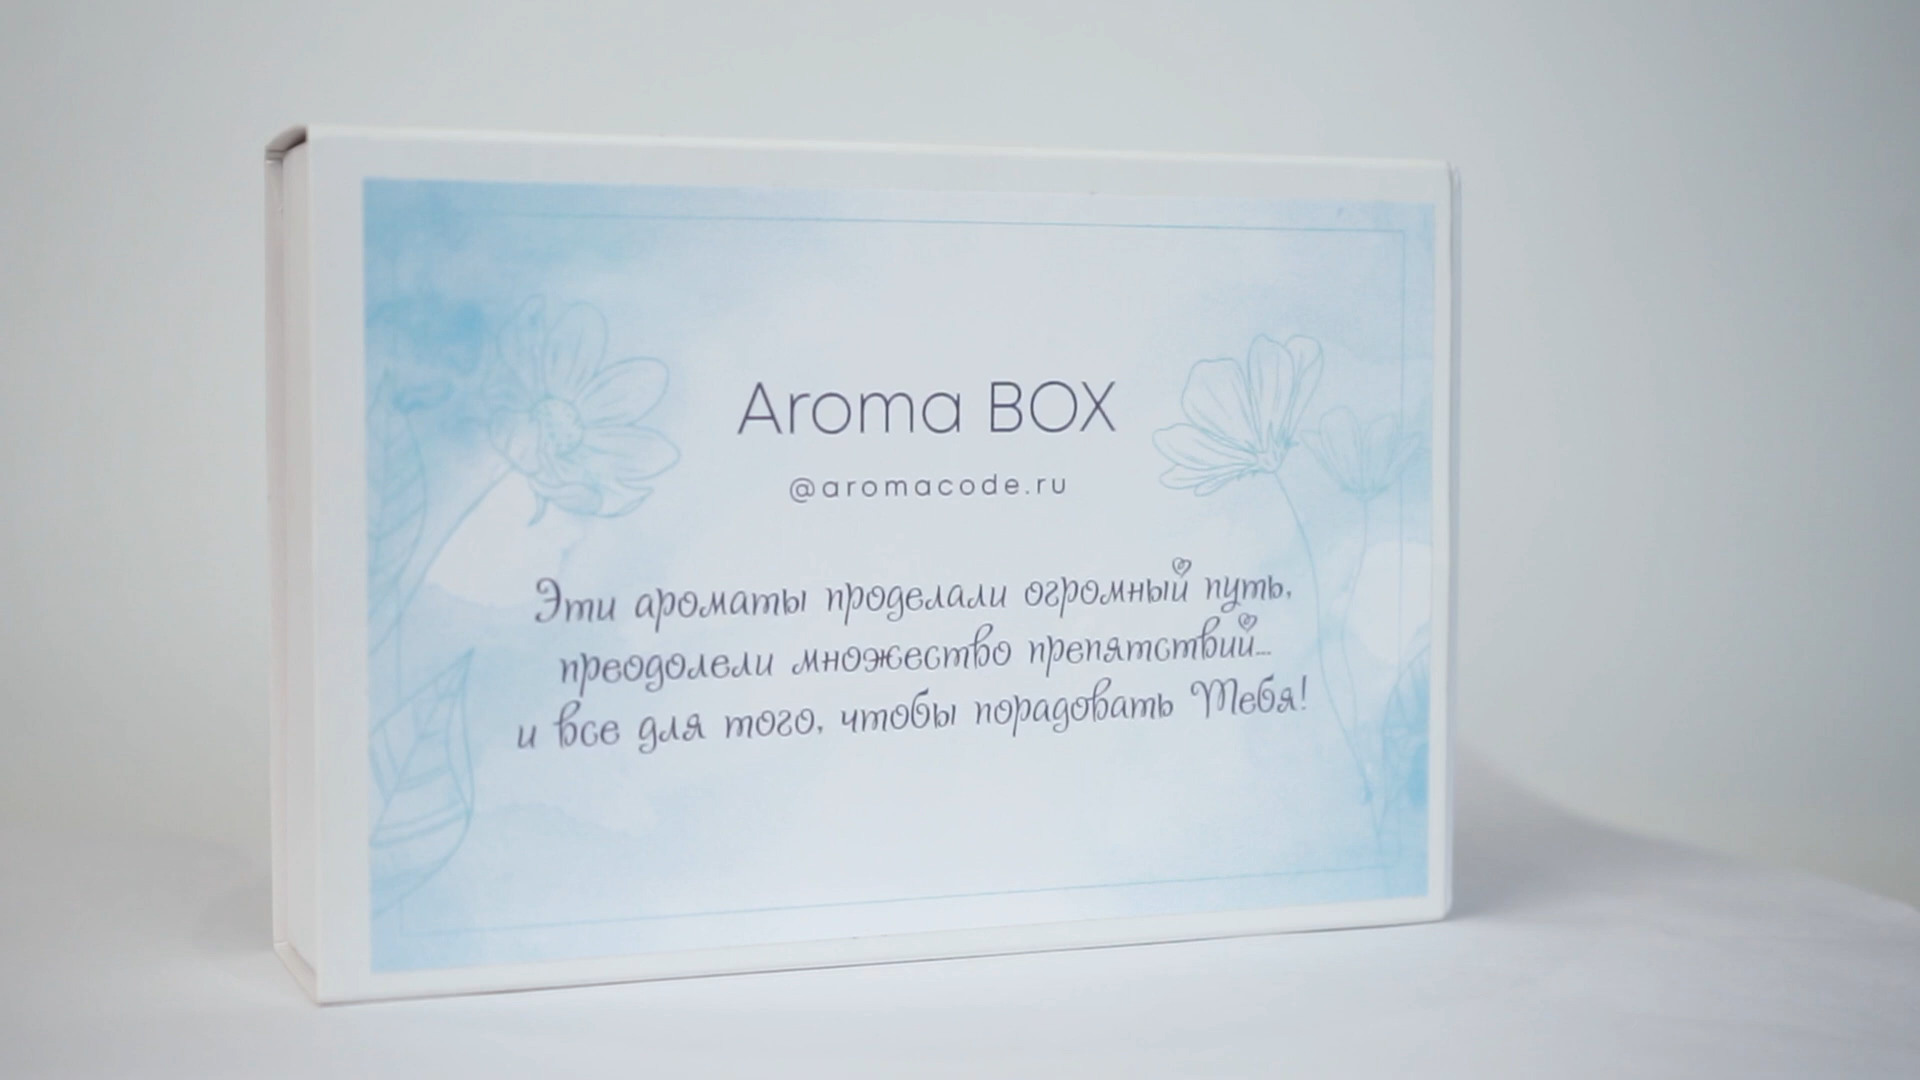 Aroma BOX
@aromacode.ru
Эти ароматы проделали огромный путь,
преодолели множество препятствий...
и все для того, чтобы порадовать Тебя!